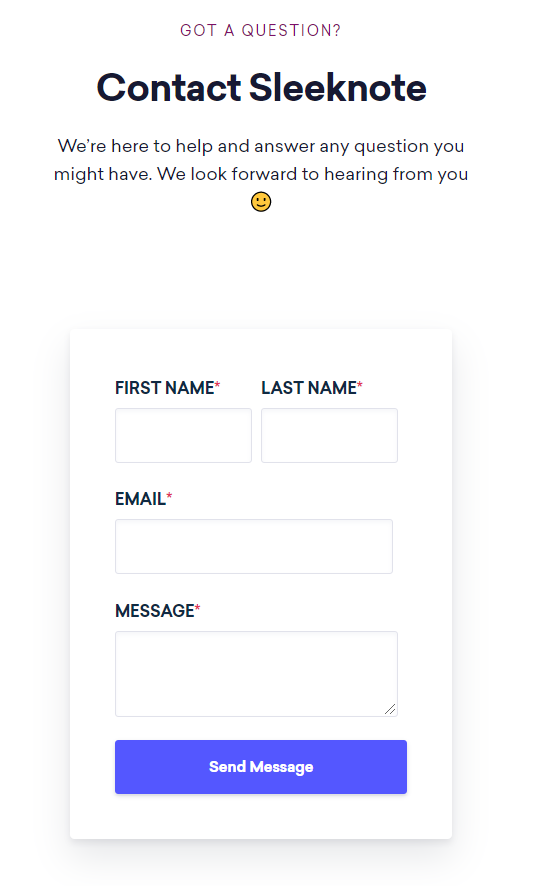 GOT A QUESTION?
Contact Sleeknote
We’re here to help and answer any question you
might have. We look forward to hearing from you
🙂
FIRST NAME* LAST NAME*
EMAIL*
MESSAGE*
Send Message